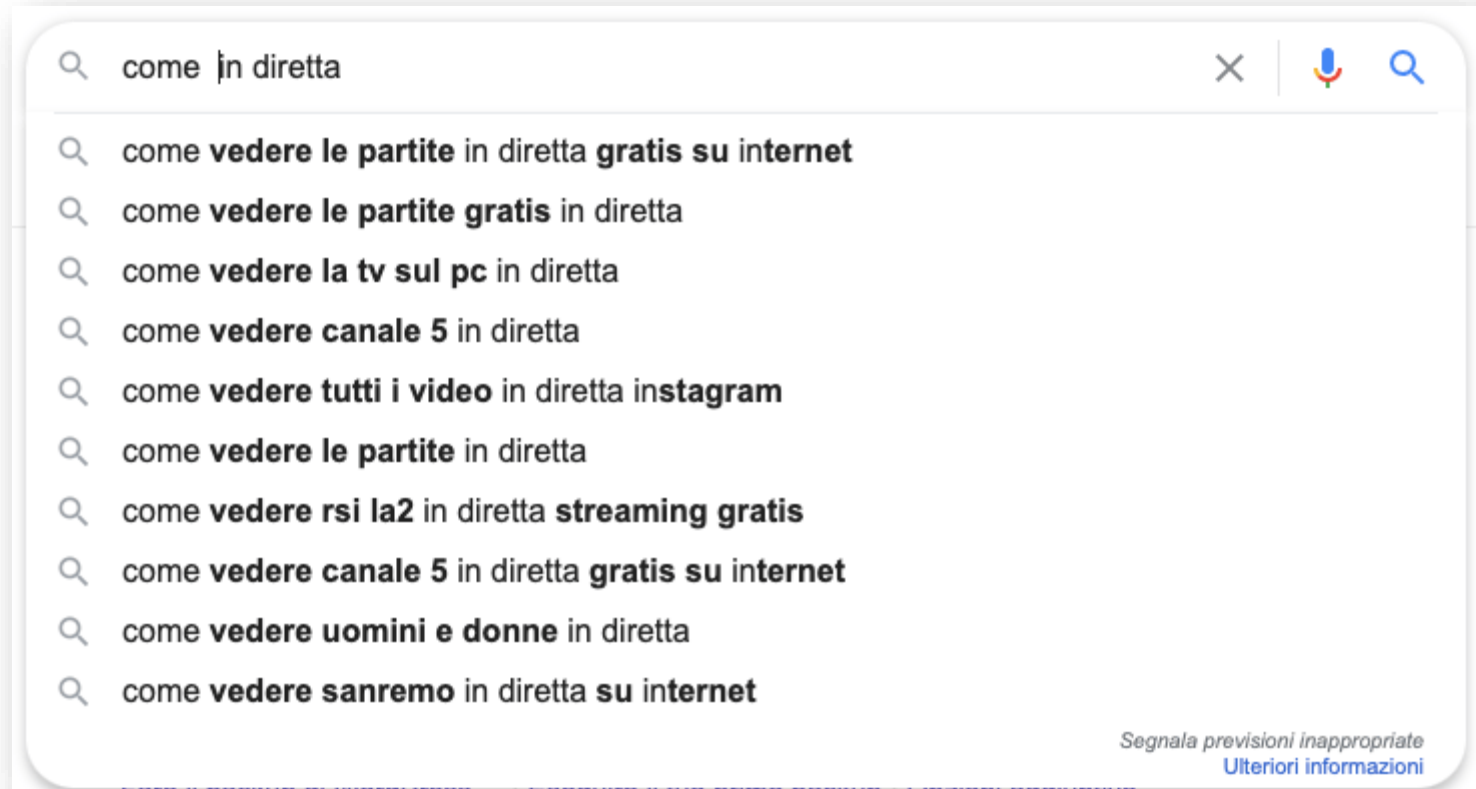 come in diretta
come vedere le partite in diretta gratis su internet
come vedere le partite gratis in diretta
come vedere la tv sul pc in diretta
come vedere canale 5 in diretta
come vedere tutti i video in diretta instagram
come vedere le partite in diretta
come vedere rsi la2 in diretta streaming gratis
come vedere canale 5 in diretta gratis su internet
come vedere uomini e donne in diretta
come vedere sanremo in diretta su internet
Segnala previsioni inappropriate
Ulteriori informazioni